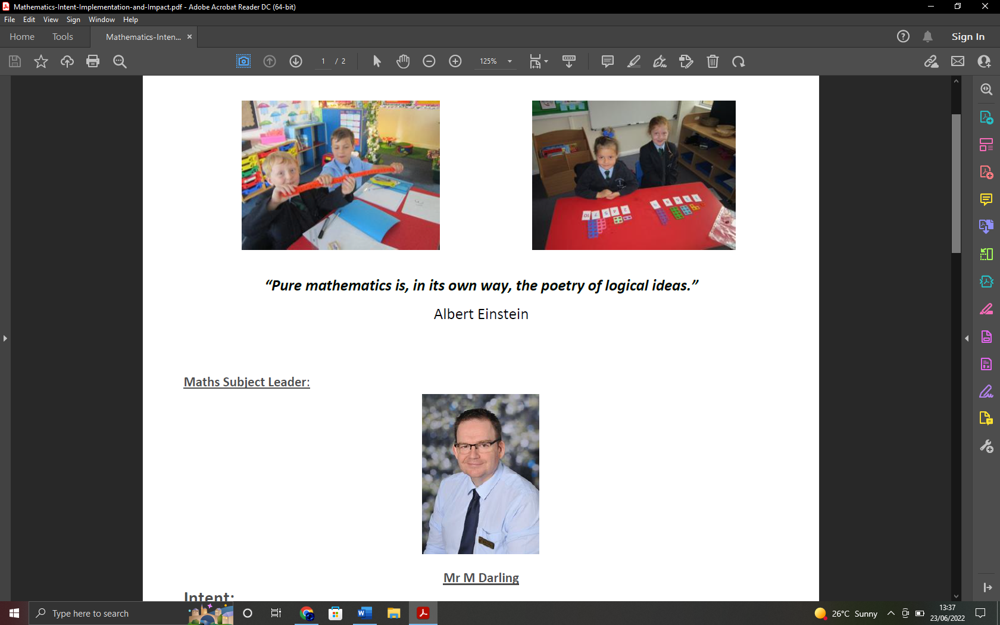 Mathematics-Intent-Implementation-and-Impact.pdf - Adobe Acrobat Reader DC (64-bit)
File Edit View Sign Window Help
Home Tools Mathematics-Inten... × Sign In
1 / 2 125%
“Pure mathematics is, in its own way, the poetry of logical ideas.”
Albert Einstein
Maths Subject Leader:
Mr M Darling
Intent:
Type here to search
26°C Sunny
13:37
23/06/2022